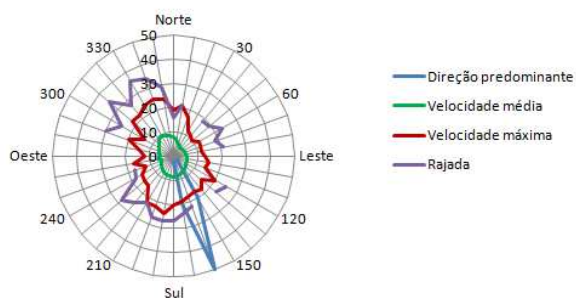 Norte
50
330
40
30
30
300
20
60
10
Oeste
0
Leste
240
120
210
150
Sul
Direção predominante
Velocidade média
Velocidade máxima
Rajada